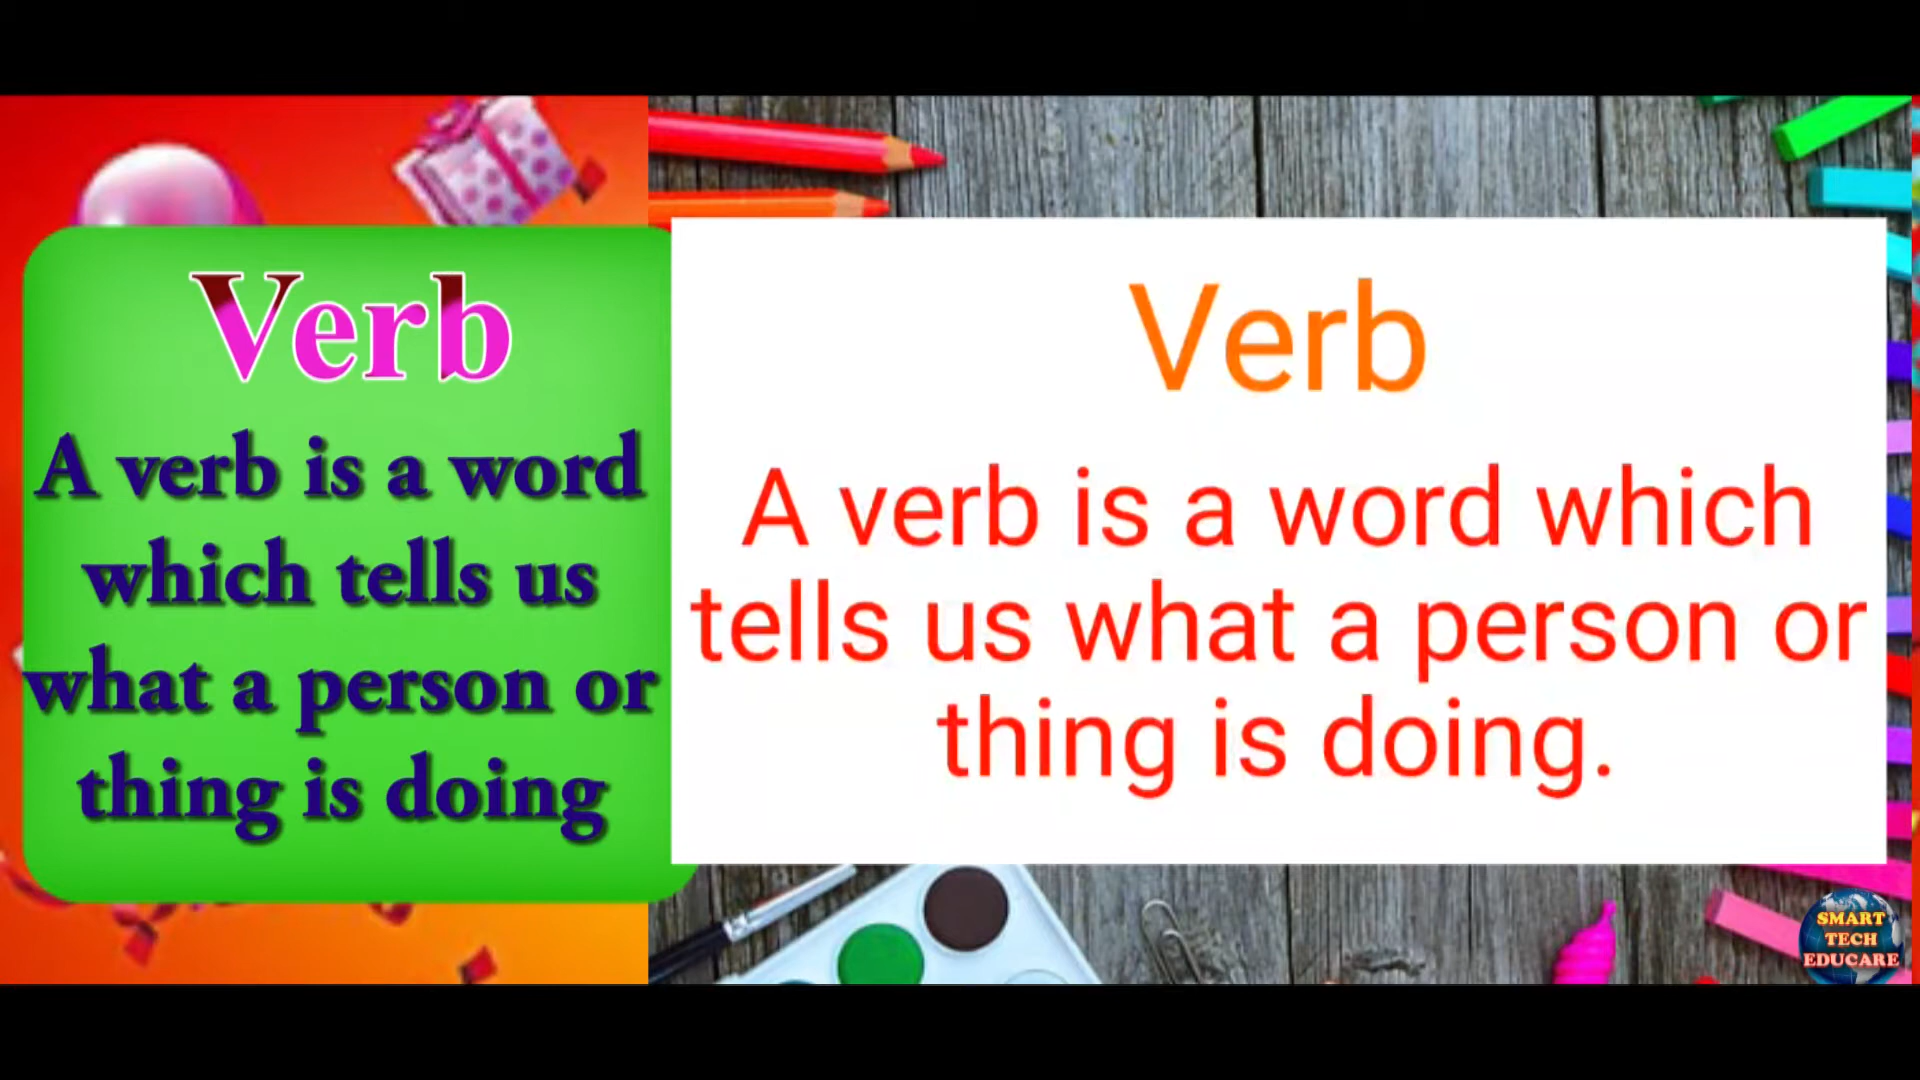 Verb
A verb is a word
which tells us
what a person or
thing is doing
Verb
A verb is a word which
tells us what a person or
thing is doing.
SMART
TECH
EDUCARE